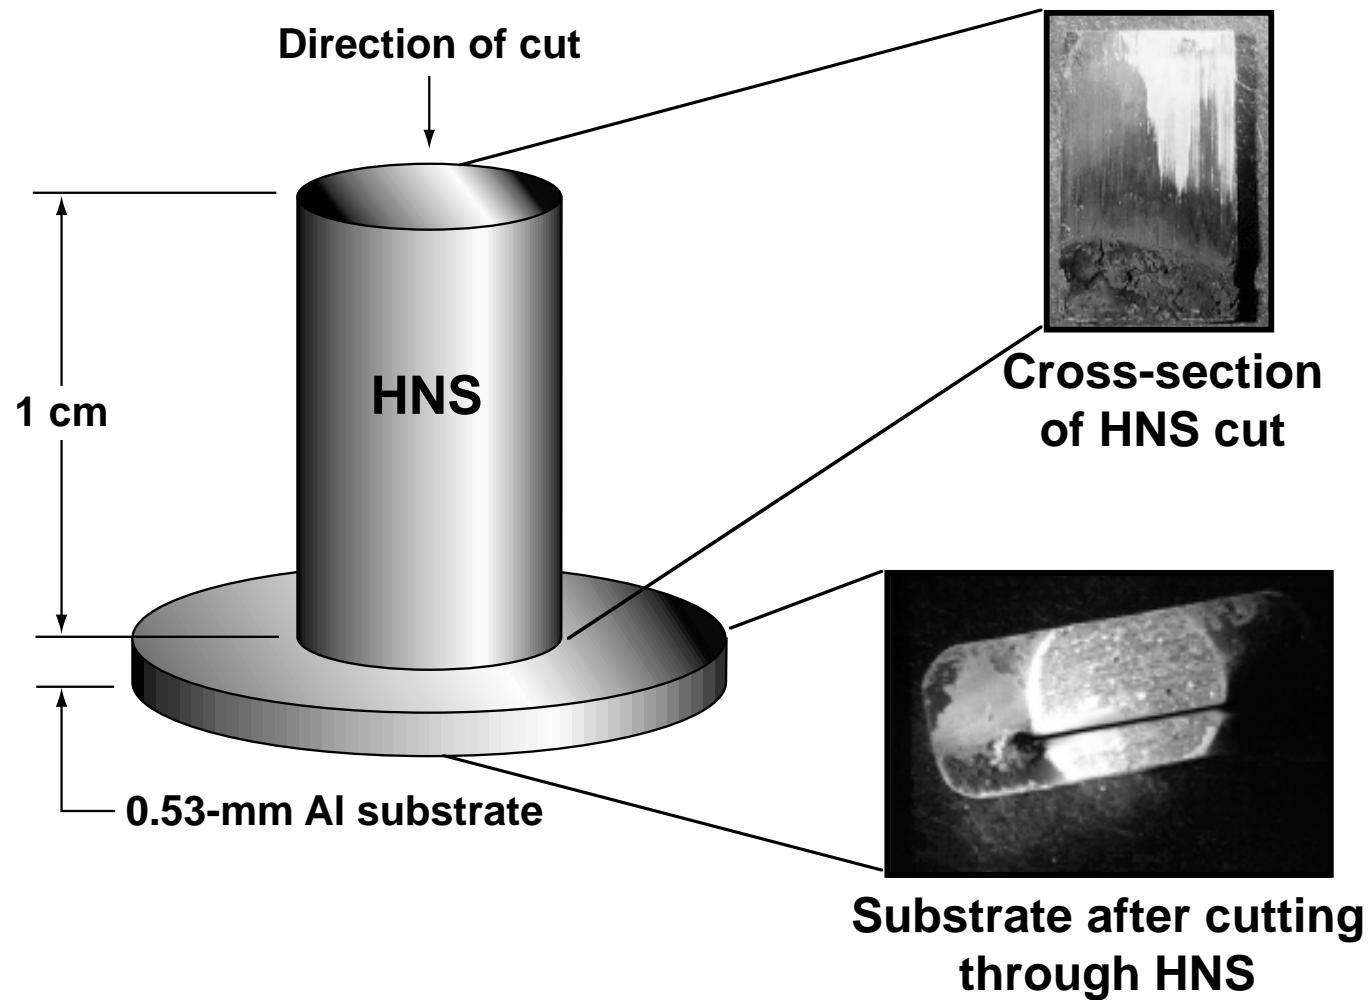 Direction of cut
HNS
1 cm
0.53-mm Al substrate
Cross-section
of HNS cut
Substrate after cutting
through HNS